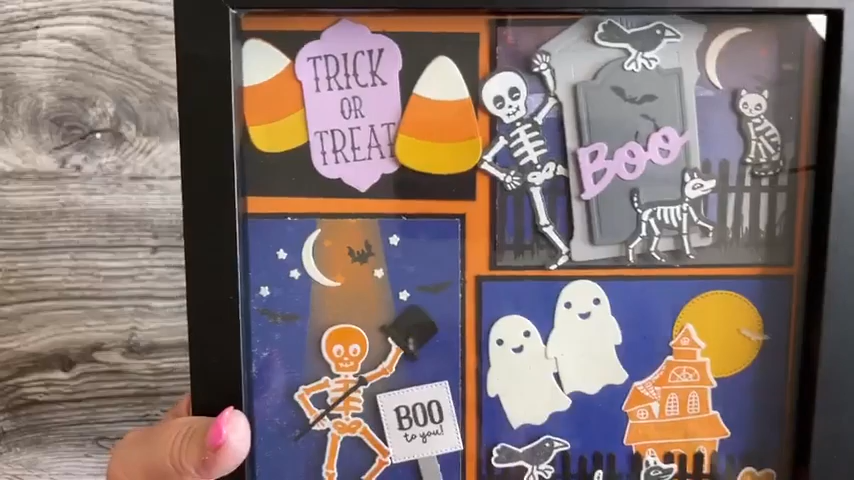 TRICK
OR
TREAT
BOO
BOO
to you!